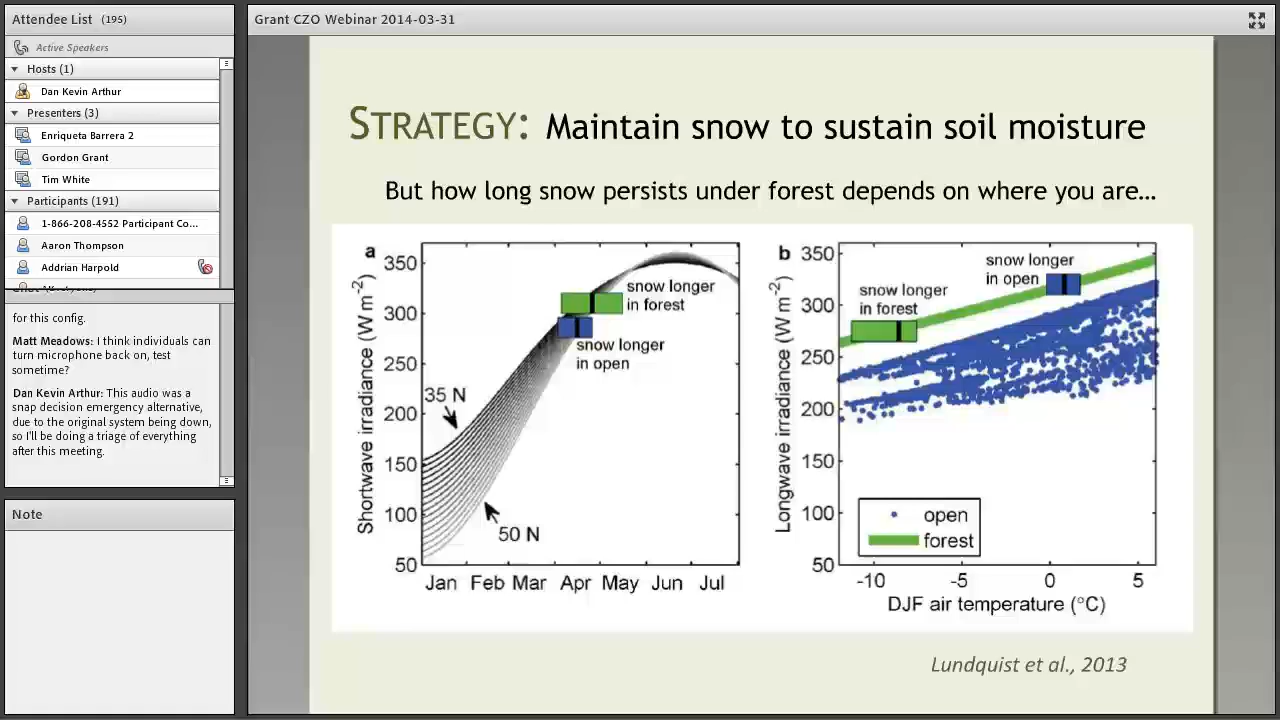 Attendee List (195)
Active Speakers
Hosts (1)
Dan Kevin Arthur
Presenters (3)
Enriqueta Barrera 2
Gordon Grant
Tim White
Participants (191)
1-866-208-4552 Participant Co...
Aaron Thompson
Addrian Harpold
for this config.
Matt Meadows: I think individuals can
turn microphone back on, test
sometime?
Dan Kevin Arthur: This audio was a
snap decision emergency alternative,
due to the original system being down,
so I'll be doing a triage of everything
after this meeting.
Note
Grant CZO Webinar 2014-03-31
STRATEGY: Maintain snow to sustain soil moisture
But how long snow persists under forest depends on where you are...
a
Shortwave irradiance (W m-2)
350
300
250
200
150
100
50
snow longer
in forest
snow longer
in open
35 N
50 N
Jan Feb Mar Apr May Jun Jul
b
Longwave irradiance (W m-2)
350
300
250
200
150
100
50
snow longer
in open
snow longer
in forest
open
forest
-10 -5 0 5
DJF air temperature (°C)
Lundquist et al., 2013